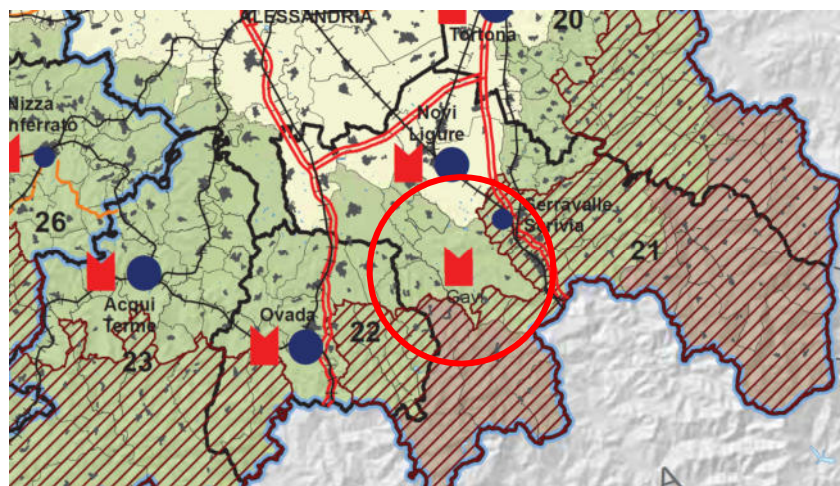 ALESSANDRIA
20
Tortona
Nizza
nferrato
Novi
Ligure
26
Serravalle
Scrivia
21
Gavi
Acqui
Terme
Ovada
22
23
A